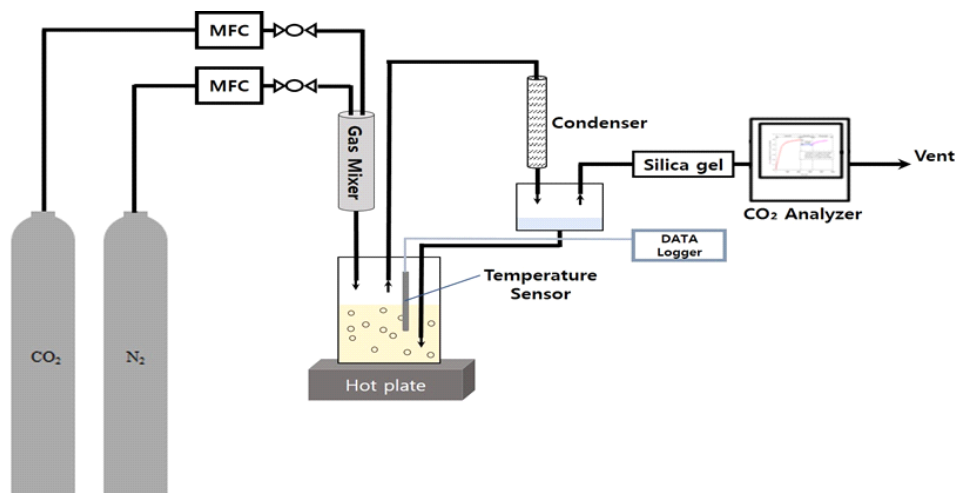 MFC
MFC
Gas Mixer
Condenser
Silica gel
Vent
CO₂ Analyzer
DATA
Logger
Temperature
Sensor
CO₂
N₂
Hot plate